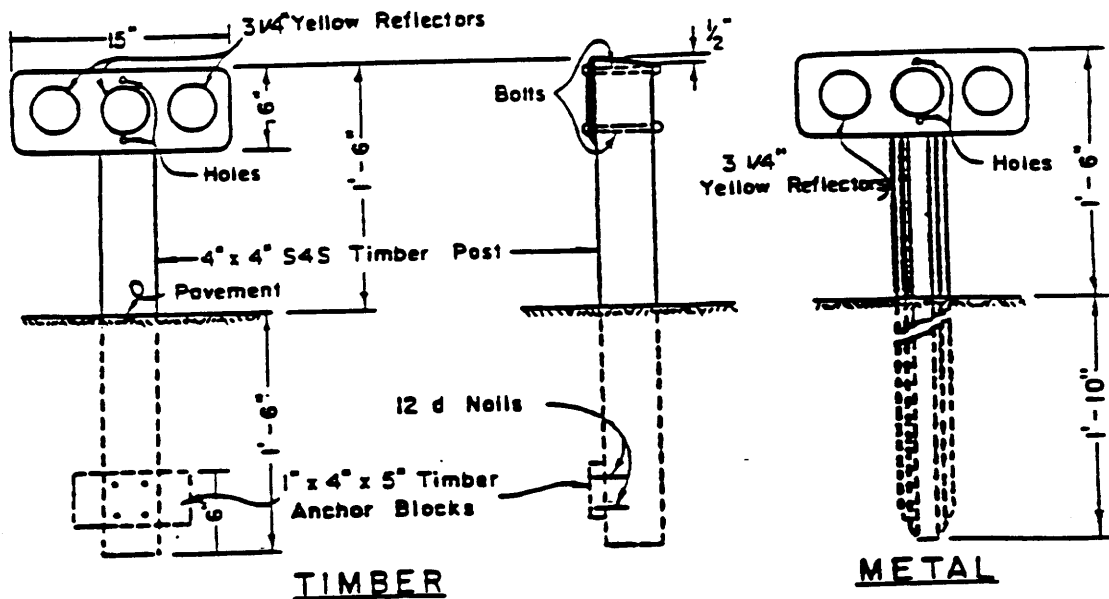 15"
3 1/4" Yellow Reflectors
6"
Holes
1'-6"
4" x 4" S4S Timber Post
Pavement
1'-6"
1" x 4" x 5" Timber
Anchor Blocks
6"
12 d Nails
Bolts
1/2"
TIMBER
3 1/4"
Yellow Reflectors
Holes
1'-6"
1'-10"
METAL